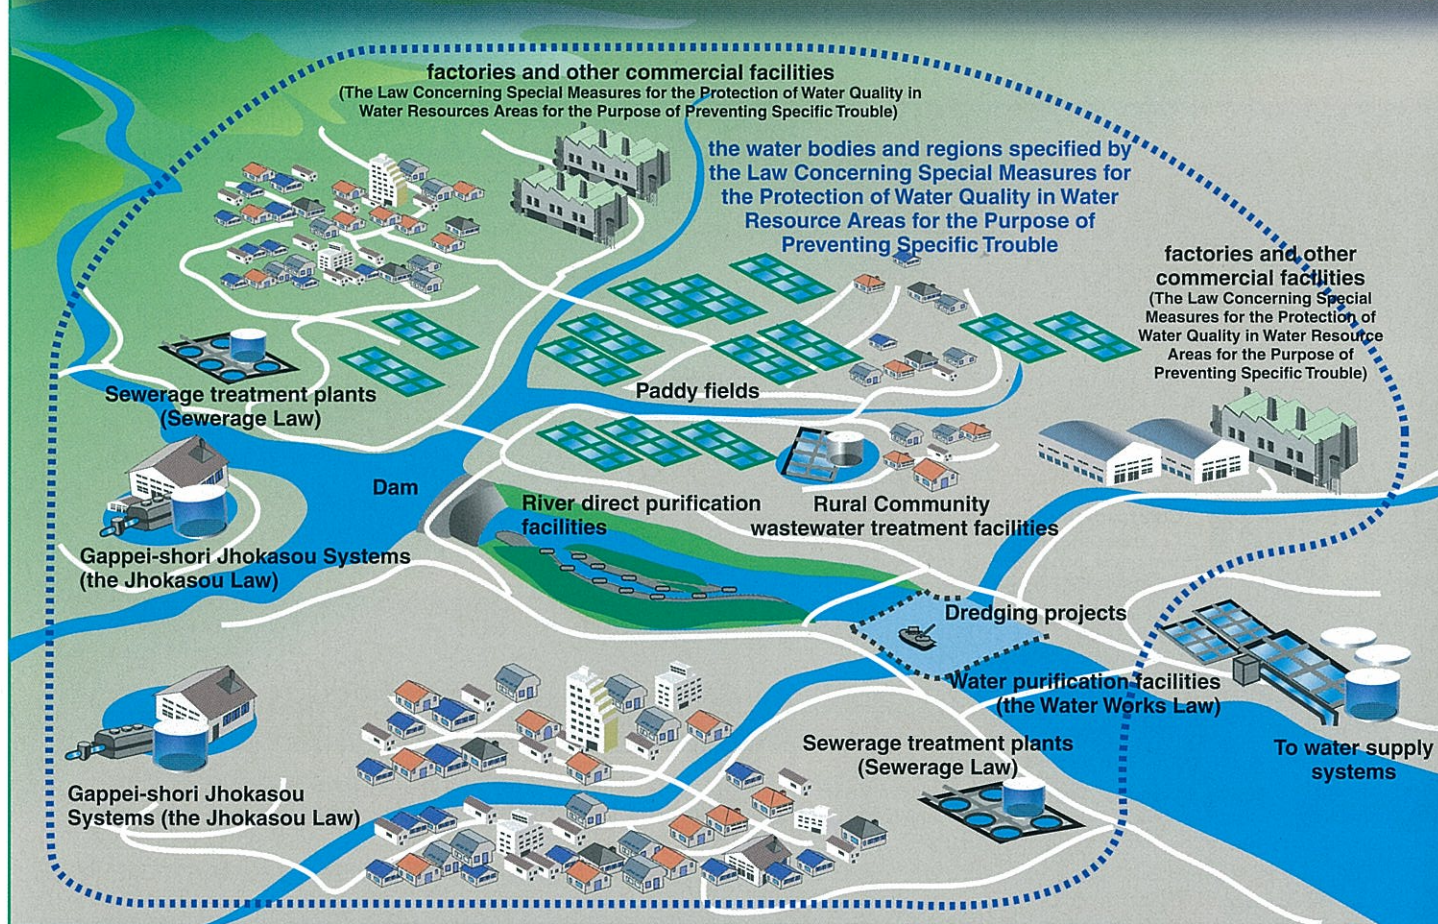 factories and other commercial facilities
(The Law Concerning Special Measures for the Protection of Water Quality in
Water Resources Areas for the Purpose of Preventing Specific Trouble)
the water bodies and regions specified by
the Law Concerning Special Measures for
the Protection of Water Quality in Water
Resource Areas for the Purpose of
Preventing Specific Trouble
factories and other
commercial facilities
(The Law Concerning Special
Measures for the Protection of
Water Quality in Water Resource
Areas for the Purpose of
Preventing Specific Trouble)
Sewerage treatment plants
(Sewerage Law)
Paddy fields
Dam
River direct purification
facilities
Rural Community
wastewater treatment facilities
Gappei-shori Jhokasou Systems
(the Jhokasou Law)
Dredging projects
Water purification facilities
(the Water Works Law)
Sewerage treatment plants
(Sewerage Law)
To water supply
systems
Gappei-shori Jhokasou
Systems (the Jhokasou Law)